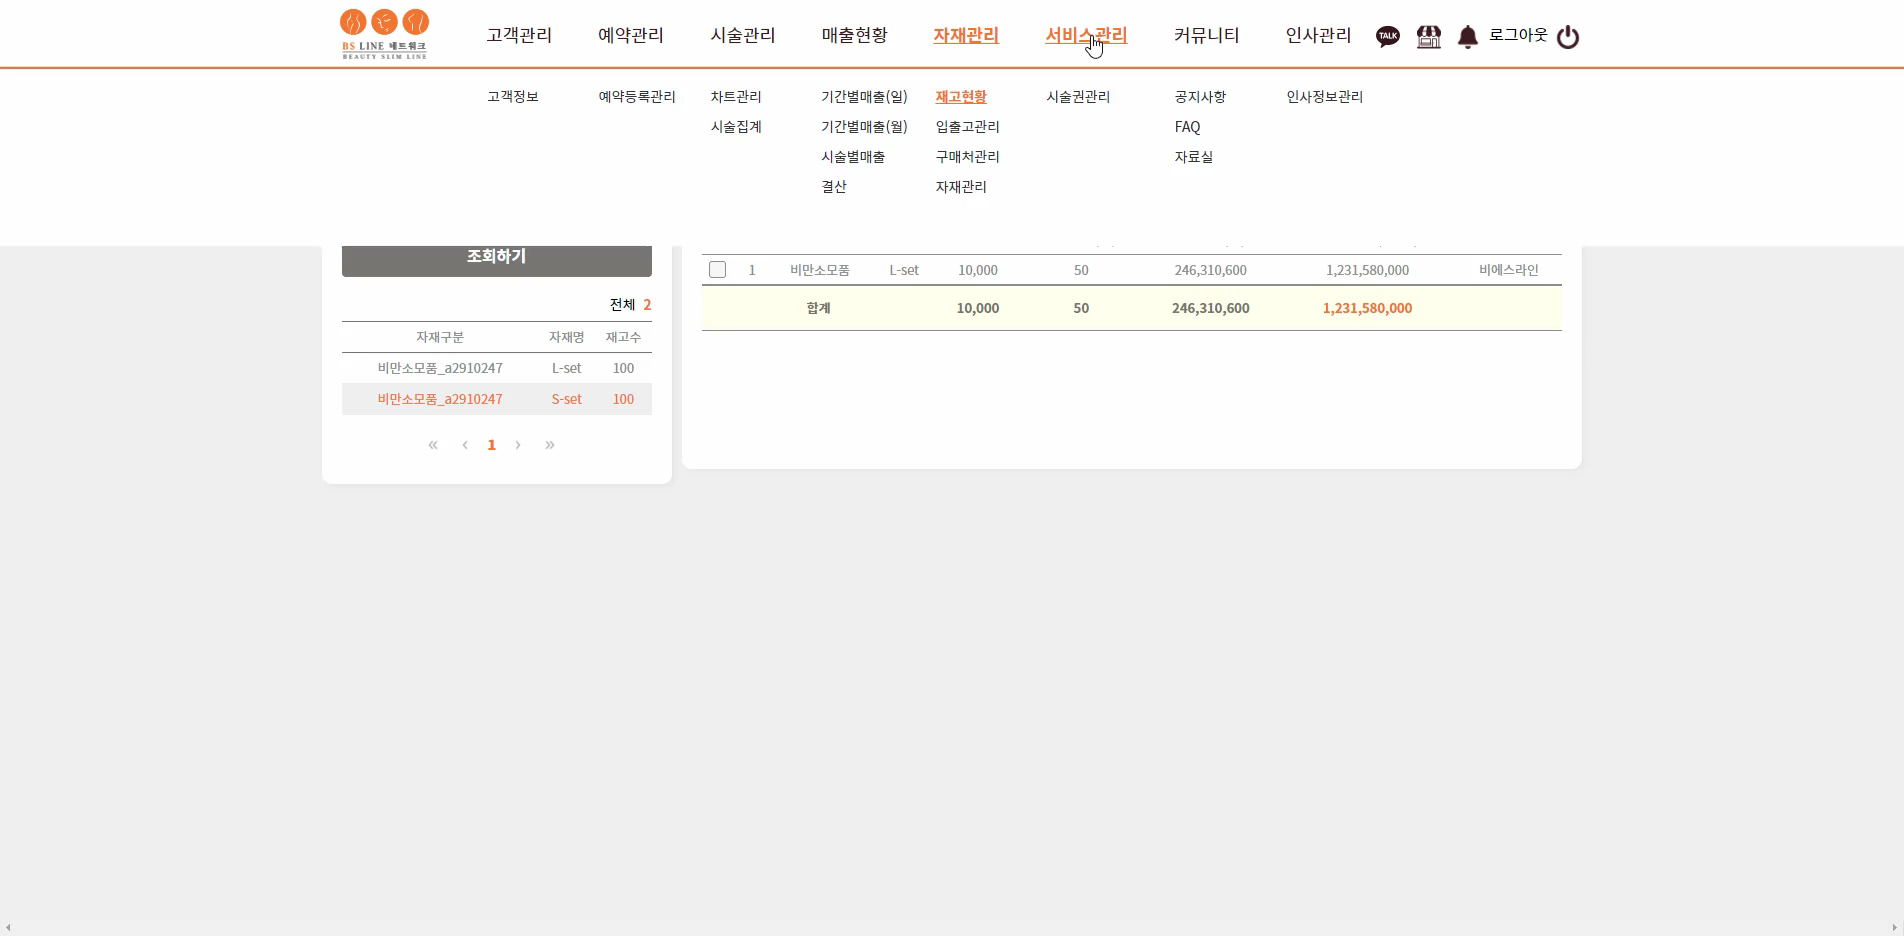 BS LINE 네트워크
BEAUTY SLIM LINE
고객관리 예약관리 시술관리 매출현황 자재관리 서비스관리 커뮤니티 인사관리 TALK 로그아웃
고객정보 예약등록관리 차트관리 기간별매출(일) 재고현황 시술권관리 공지사항 인사정보관리
시술집계 기간별매출(월) 입출고관리 FAQ
시술별매출 구매처관리 자료실
결산 자재관리
조회하기
전체 2
자재구분 자재명 재고수
비만소모품_a2910247 L-set 100
비만소모품_a2910247 S-set 100
« ‹ 1 › »
1 비만소모품 L-set 10,000 50 246,310,600 1,231,580,000 비에스라인
합계 10,000 50 246,310,600 1,231,580,000